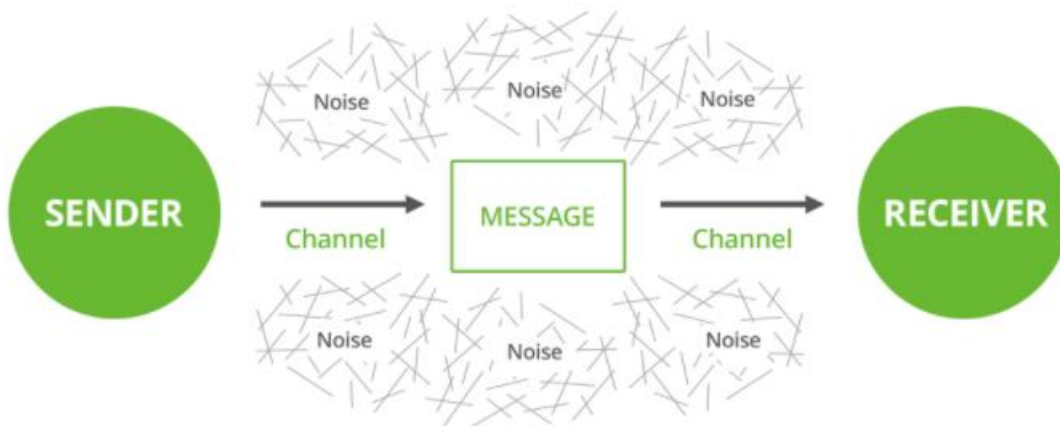 Noise
Noise
Noise
SENDER
MESSAGE
RECEIVER
Channel
Channel
Noise
Noise
Noise